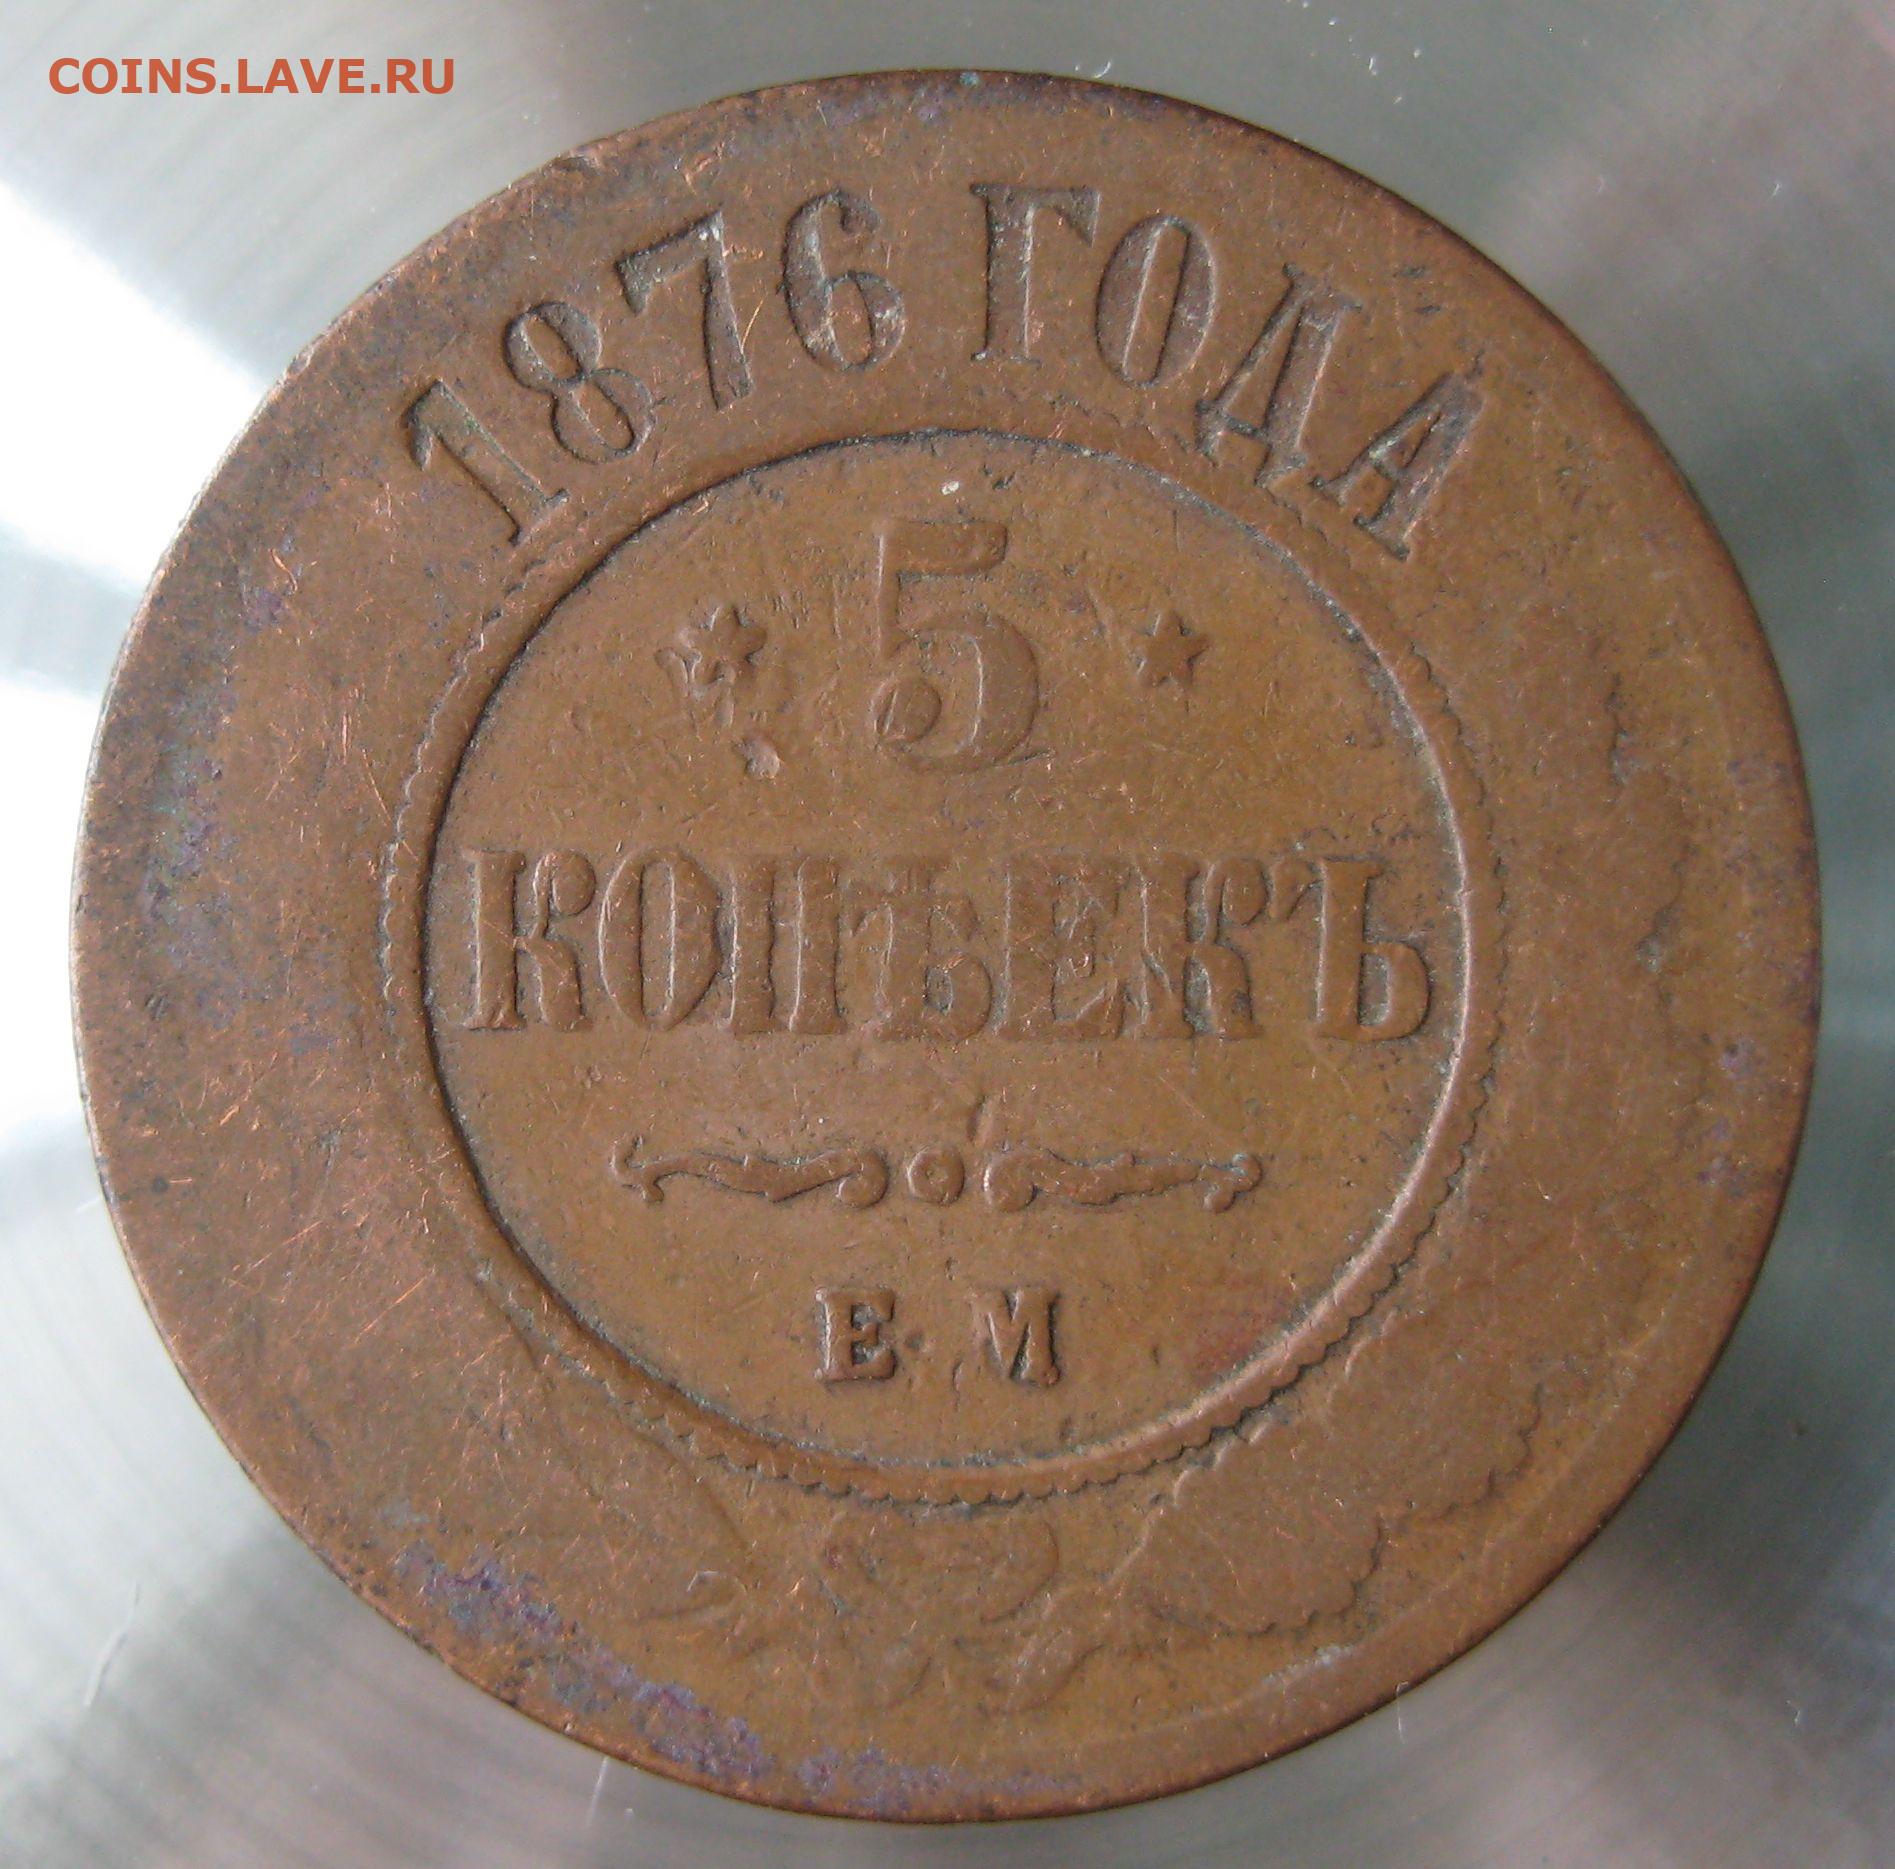 COINS.LAVE.RU
1876 ГОДА
* 5 *
КОПѢЕКЪ
Е. М